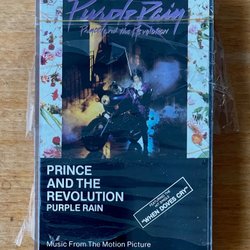 Purple Rain
Prince and the Revolution
PRINCE
AND THE
REVOLUTION
PURPLE RAIN
"WHEN DOVES CRY"
Music From The Motion Picture